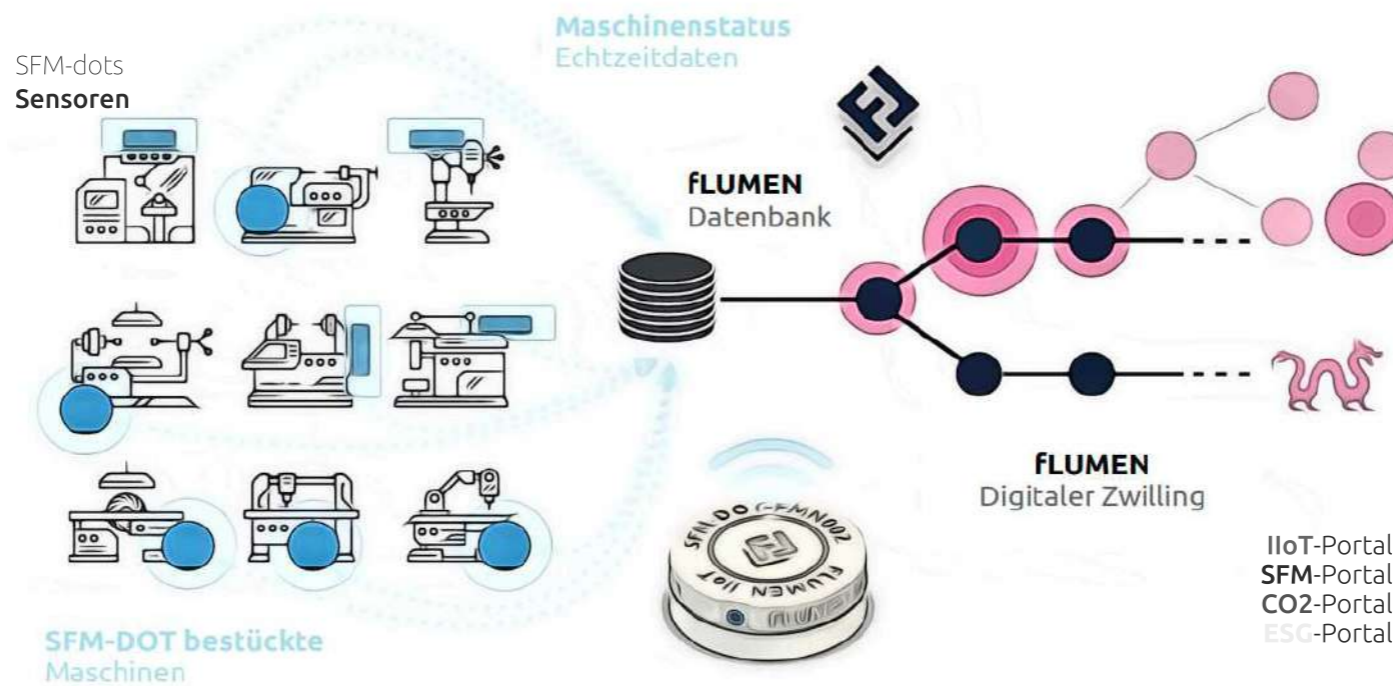 Maschinenstatus
Echtzeitdaten
SFM-dots
Sensoren
fLUMEN
Datenbank
fLUMEN
Digitaler Zwilling
FLUMEN IIoT
IIoT-Portal
SFM-Portal
CO2-Portal
ESG-Portal
SFM-DOT bestückte
Maschinen